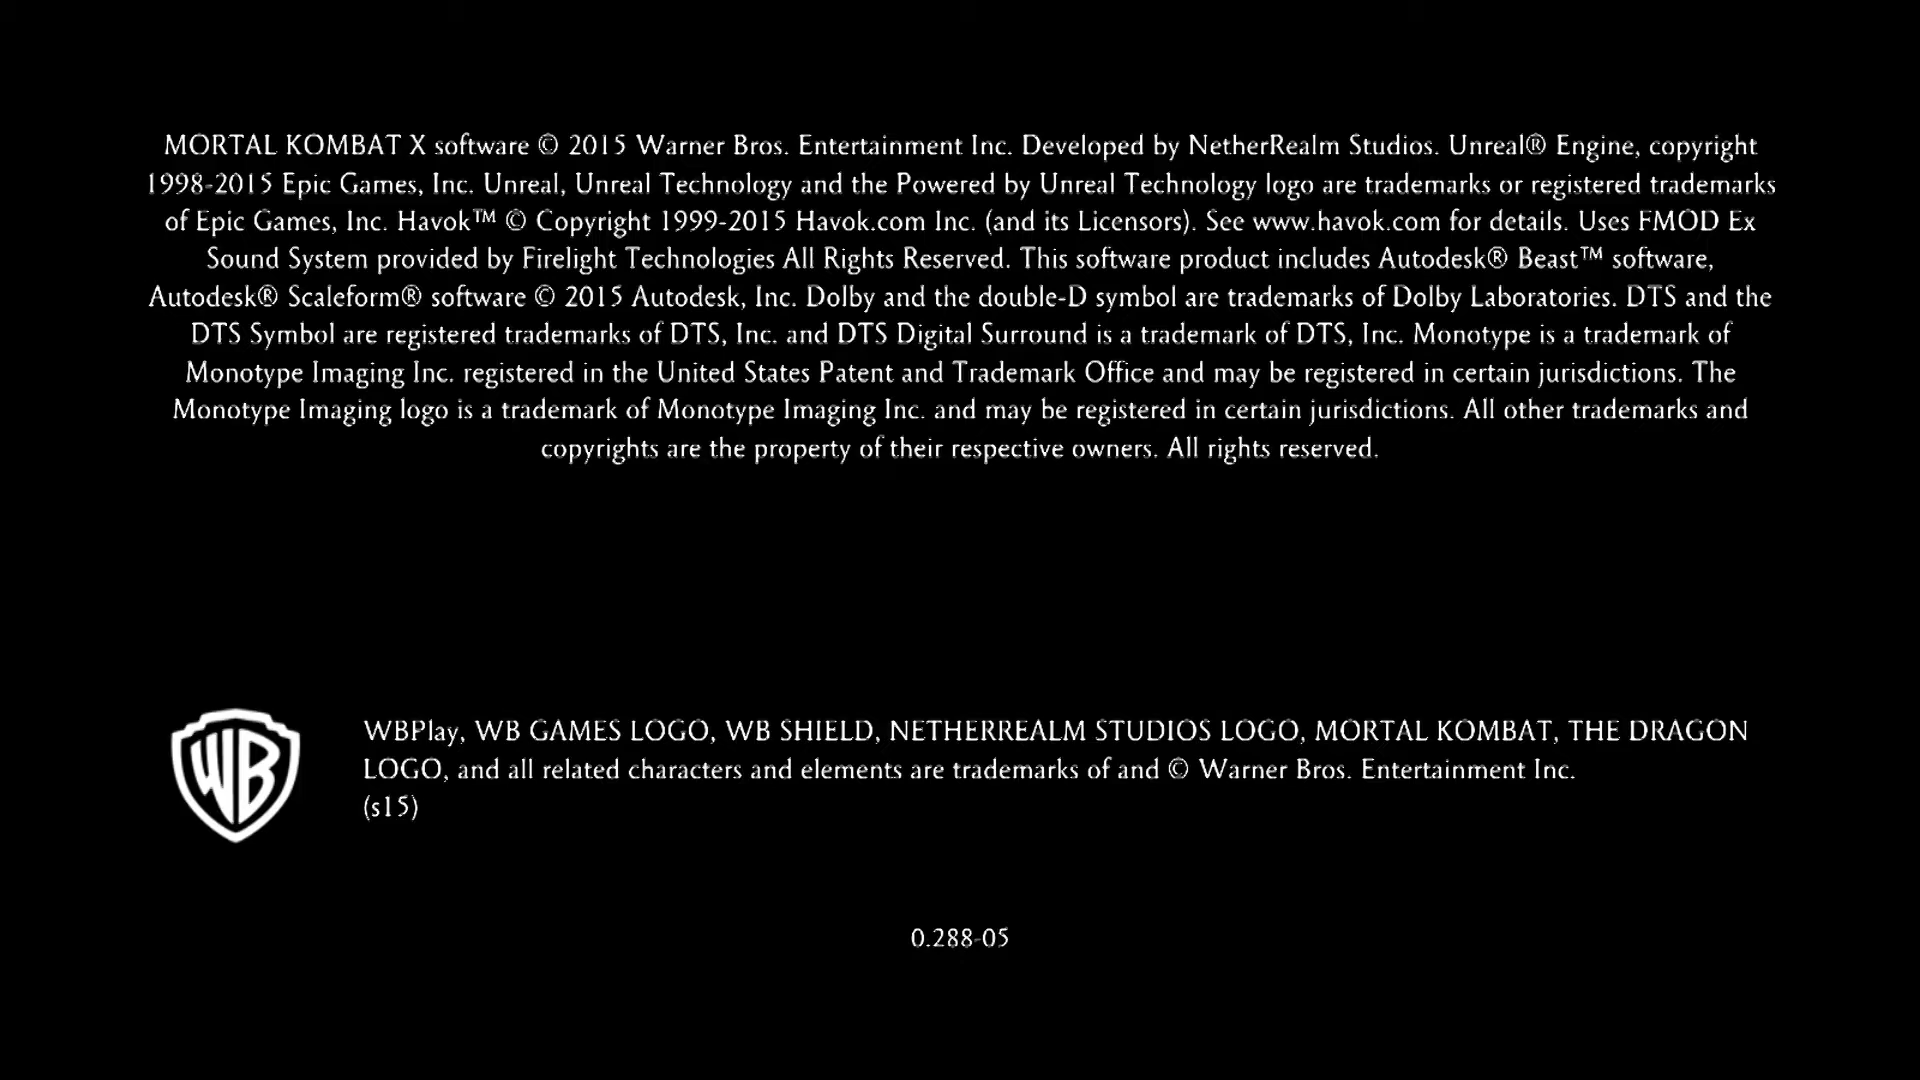 MORTAL KOMBAT X software © 2015 Warner Bros. Entertainment Inc. Developed by NetherRealm Studios. Unreal® Engine, copyright
1998-2015 Epic Games, Inc. Unreal, Unreal Technology and the Powered by Unreal Technology logo are trademarks or registered trademarks
of Epic Games, Inc. Havok™ © Copyright 1999-2015 Havok.com Inc. (and its Licensors). See www.havok.com for details. Uses FMOD Ex
Sound System provided by Firelight Technologies All Rights Reserved. This software product includes Autodesk® Beast™ software,
Autodesk® Scaleform® software © 2015 Autodesk, Inc. Dolby and the double-D symbol are trademarks of Dolby Laboratories. DTS and the
DTS Symbol are registered trademarks of DTS, Inc. and DTS Digital Surround is a trademark of DTS, Inc. Monotype is a trademark of
Monotype Imaging Inc. registered in the United States Patent and Trademark Office and may be registered in certain jurisdictions. The
Monotype Imaging logo is a trademark of Monotype Imaging Inc. and may be registered in certain jurisdictions. All other trademarks and
copyrights are the property of their respective owners. All rights reserved.
WB
WBPlay, WB GAMES LOGO, WB SHIELD, NETHERREALM STUDIOS LOGO, MORTAL KOMBAT, THE DRAGON
LOGO, and all related characters and elements are trademarks of and © Warner Bros. Entertainment Inc.
(s15)
0.288-05